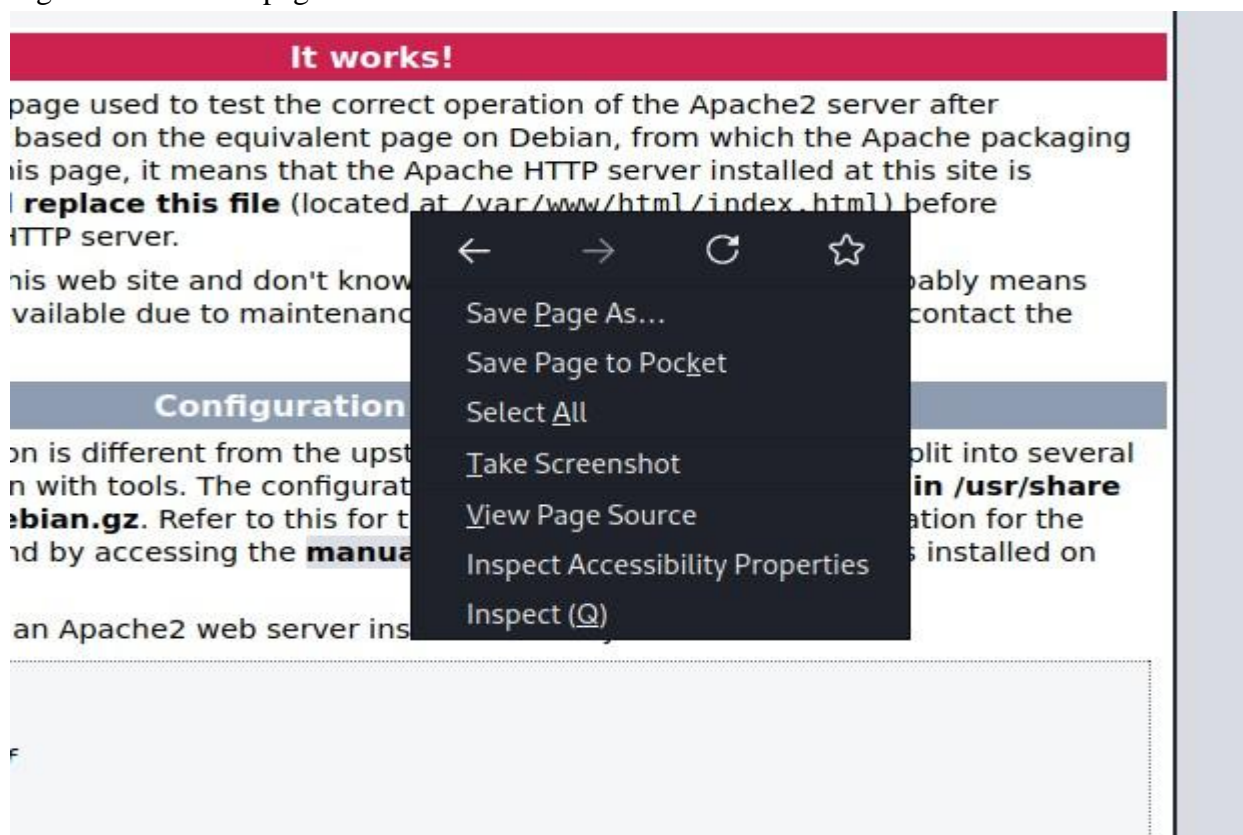 It works!
page used to test the correct operation of the Apache2 server after
based on the equivalent page on Debian, from which the Apache packaging
is page, it means that the Apache HTTP server installed at this site is
replace this file (located at /var/www/html/index.html) before
HTTP server.
his web site and don't know
bably means
vailable due to maintenanc
contact the
Save Page As...
Save Page to Pocket
Select All
Take Screenshot
View Page Source
Inspect Accessibility Properties
Inspect (Q)
Configuration
on is different from the upst
plit into several
n with tools. The configurat
in /usr/share
ebian.gz. Refer to this for t
ation for the
nd by accessing the manua
s installed on
an Apache2 web server ins
f